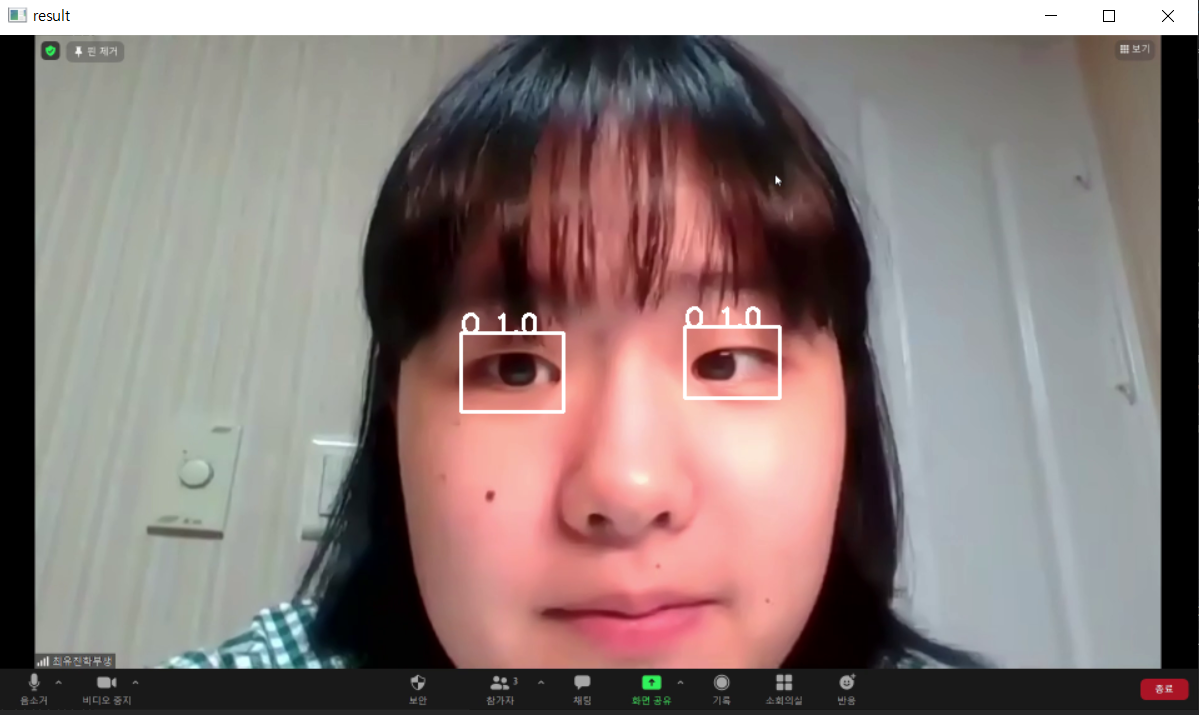 result
핀 제거
보기
O 1.0
O 1.0
최유진학부생
음소거
비디오 중지
보안
참가자
3
채팅
화면 공유
기록
소회의실
반응
종료